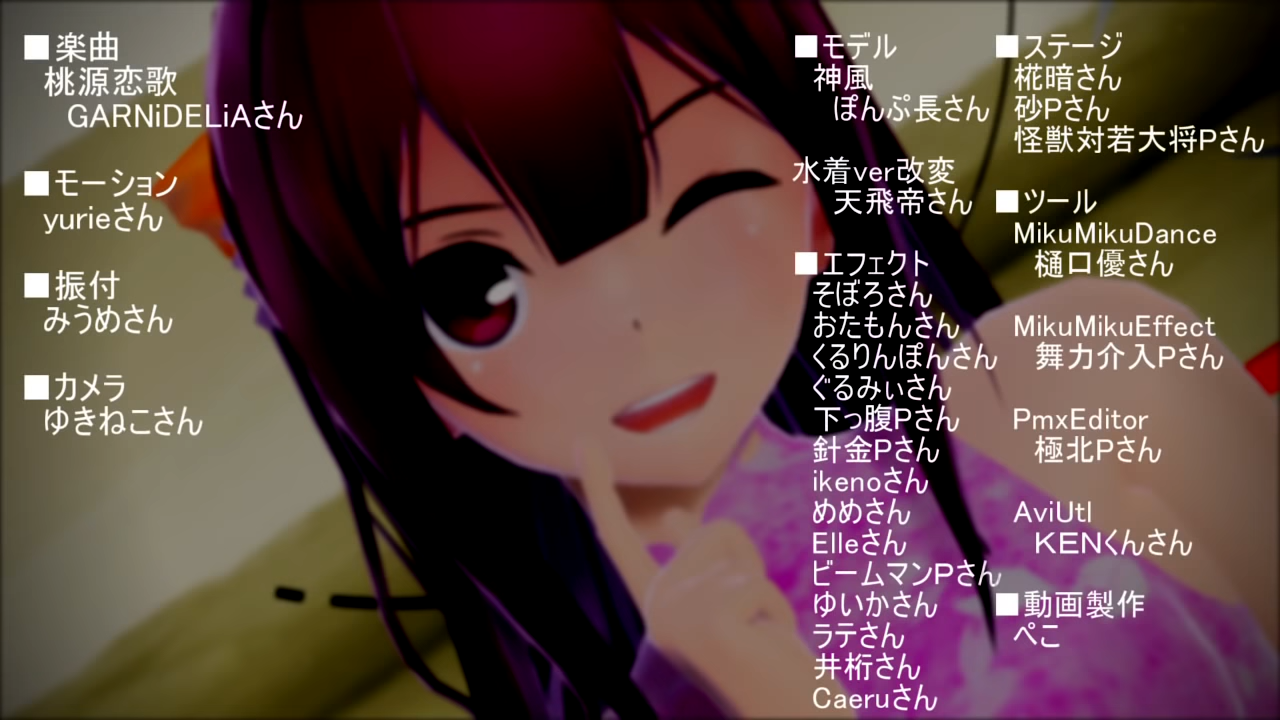 ■楽曲
桃源恋歌
GARNiDELiAさん
■モーション
yurieさん
■振付
みうめさん
■カメラ
ゆきねこさん
■モデル
神風
ぽんぷ長さん
水着ver改変
天飛帝さん
■エフェクト
そぼろさん
おたもんさん
くるりんぽんさん
ぐるみぃさん
下っ腹Pさん
針金Pさん
ikenoさん
めめさん
Elleさん
ビームマンPさん
ゆいかさん
ラテさん
井桁さん
Caeruさん
■ステージ
椛暗さん
砂Pさん
怪獣対若大将Pさん
■ツール
MikuMikuDance
樋口優さん
MikuMikuEffect
舞力介入Pさん
PmxEditor
極北Pさん
AviUtl
KENくんさん
■動画製作
ぺこ